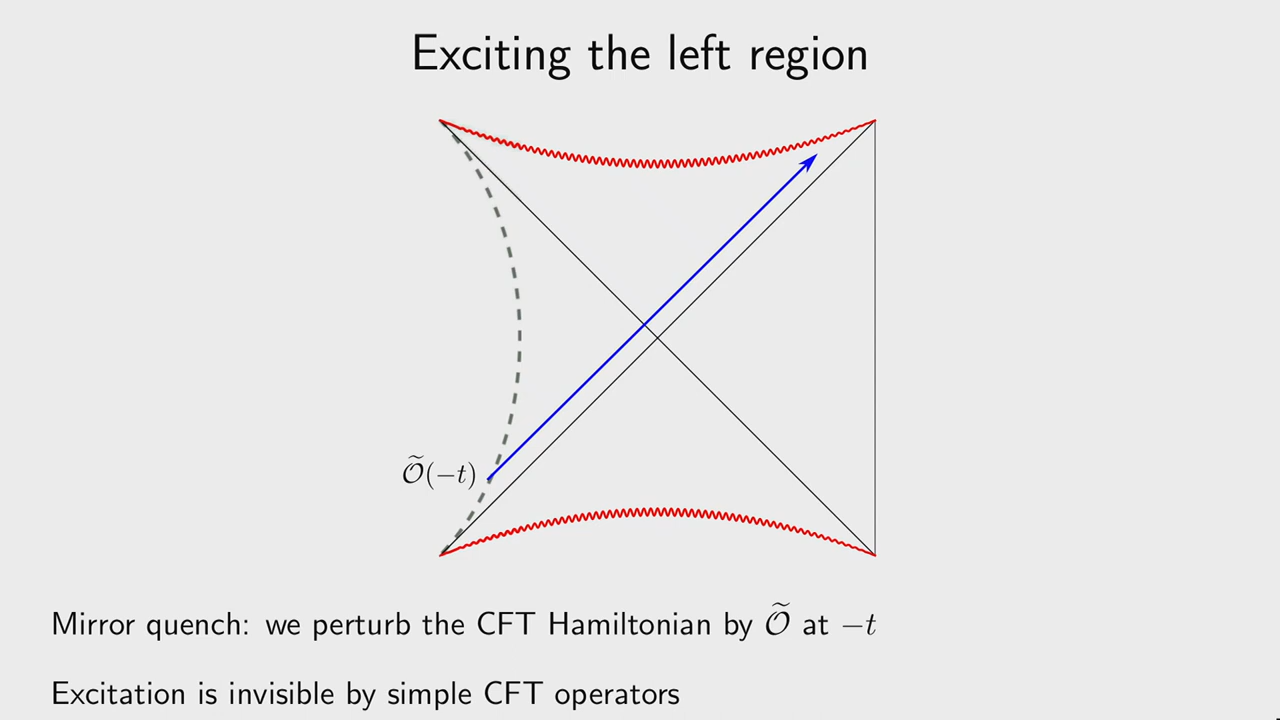 Exciting the left region
𝒪̃(−t)
Mirror quench: we perturb the CFT Hamiltonian by 𝒪̃ at −t
Excitation is invisible by simple CFT operators